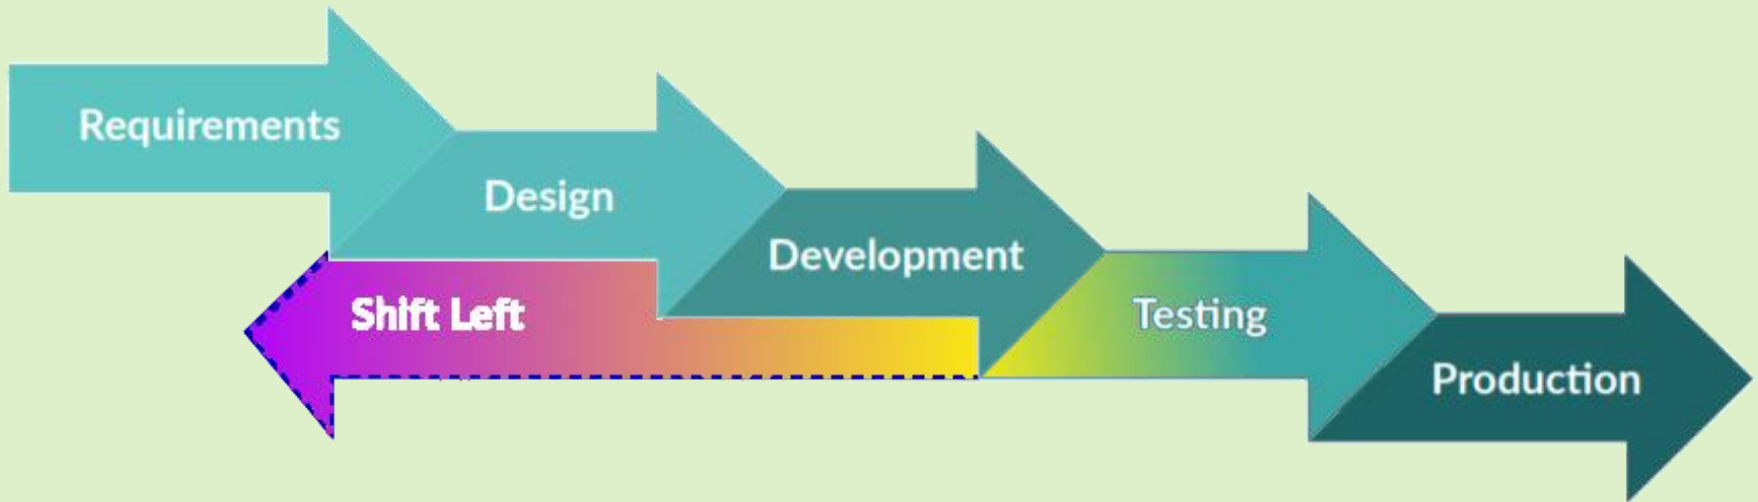 Requirements
Design
Development
Shift Left
Testing
Production